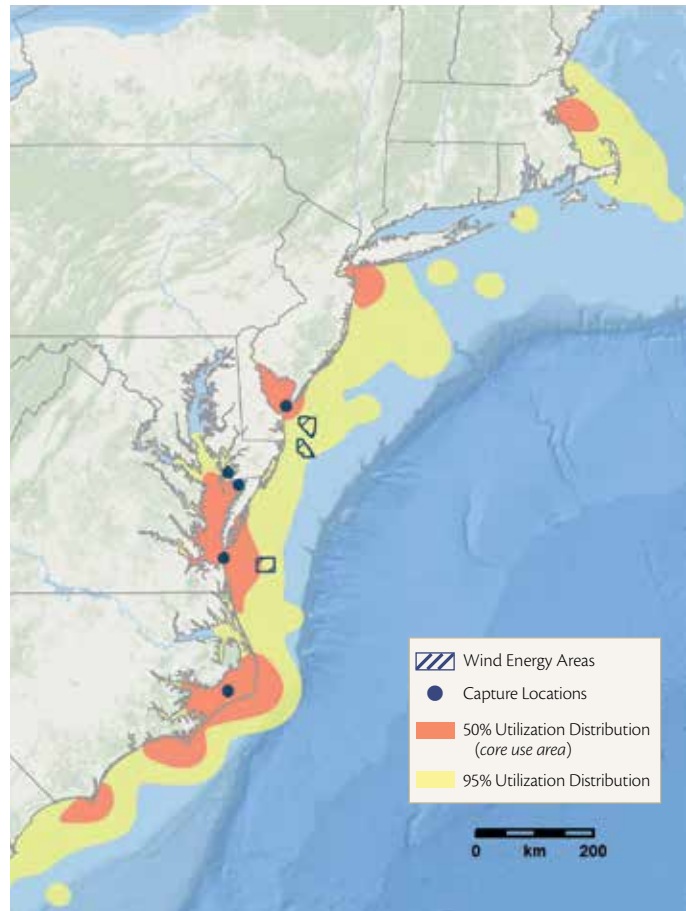 Wind Energy Areas
Capture Locations
50% Utilization Distribution
(core use area)
95% Utilization Distribution
0 km 200